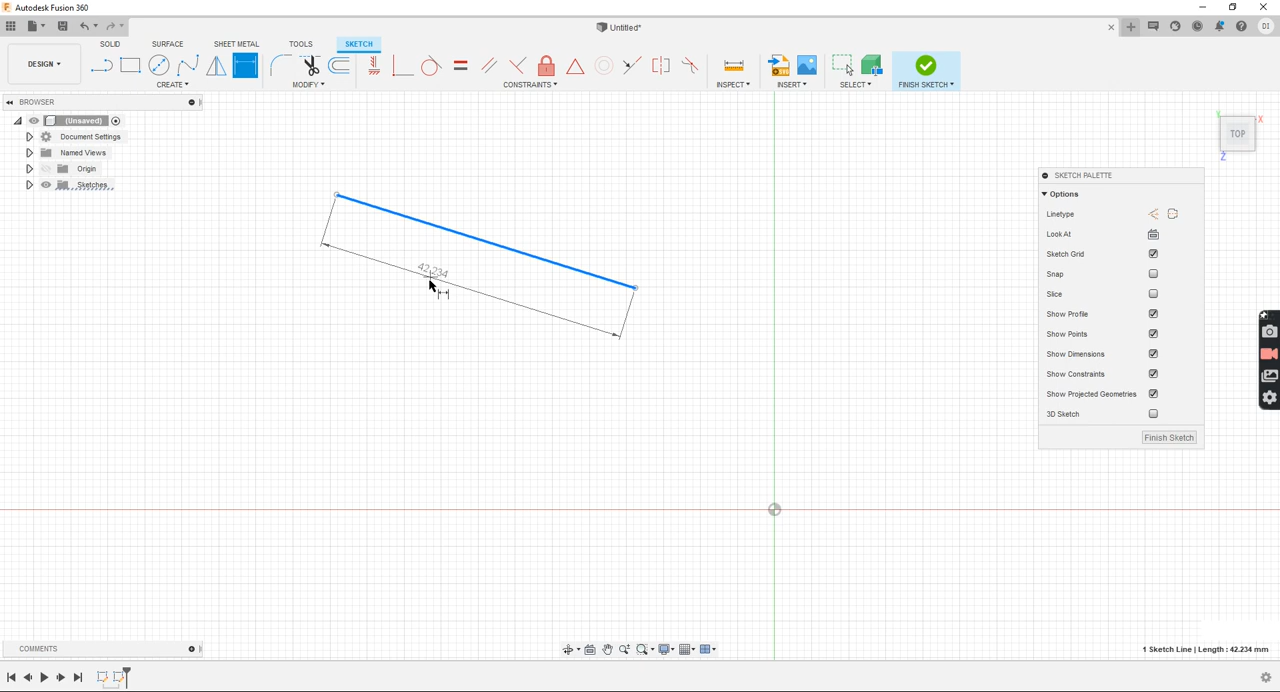 Autodesk Fusion 360
Untitled*
DI
DESIGN
SOLID
SURFACE
SHEET METAL
TOOLS
SKETCH
CREATE
MODIFY
CONSTRAINTS
INSPECT
INSERT
SELECT
FINISH SKETCH
BROWSER
(Unsaved)
Document Settings
Named Views
Origin
Sketches
42.234
TOP
X
Y
Z
SKETCH PALETTE
Options
Linetype
Look At
Sketch Grid
Snap
Slice
Show Profile
Show Points
Show Dimensions
Show Constraints
Show Projected Geometries
3D Sketch
Finish Sketch
COMMENTS
1 Sketch Line | Length : 42.234 mm